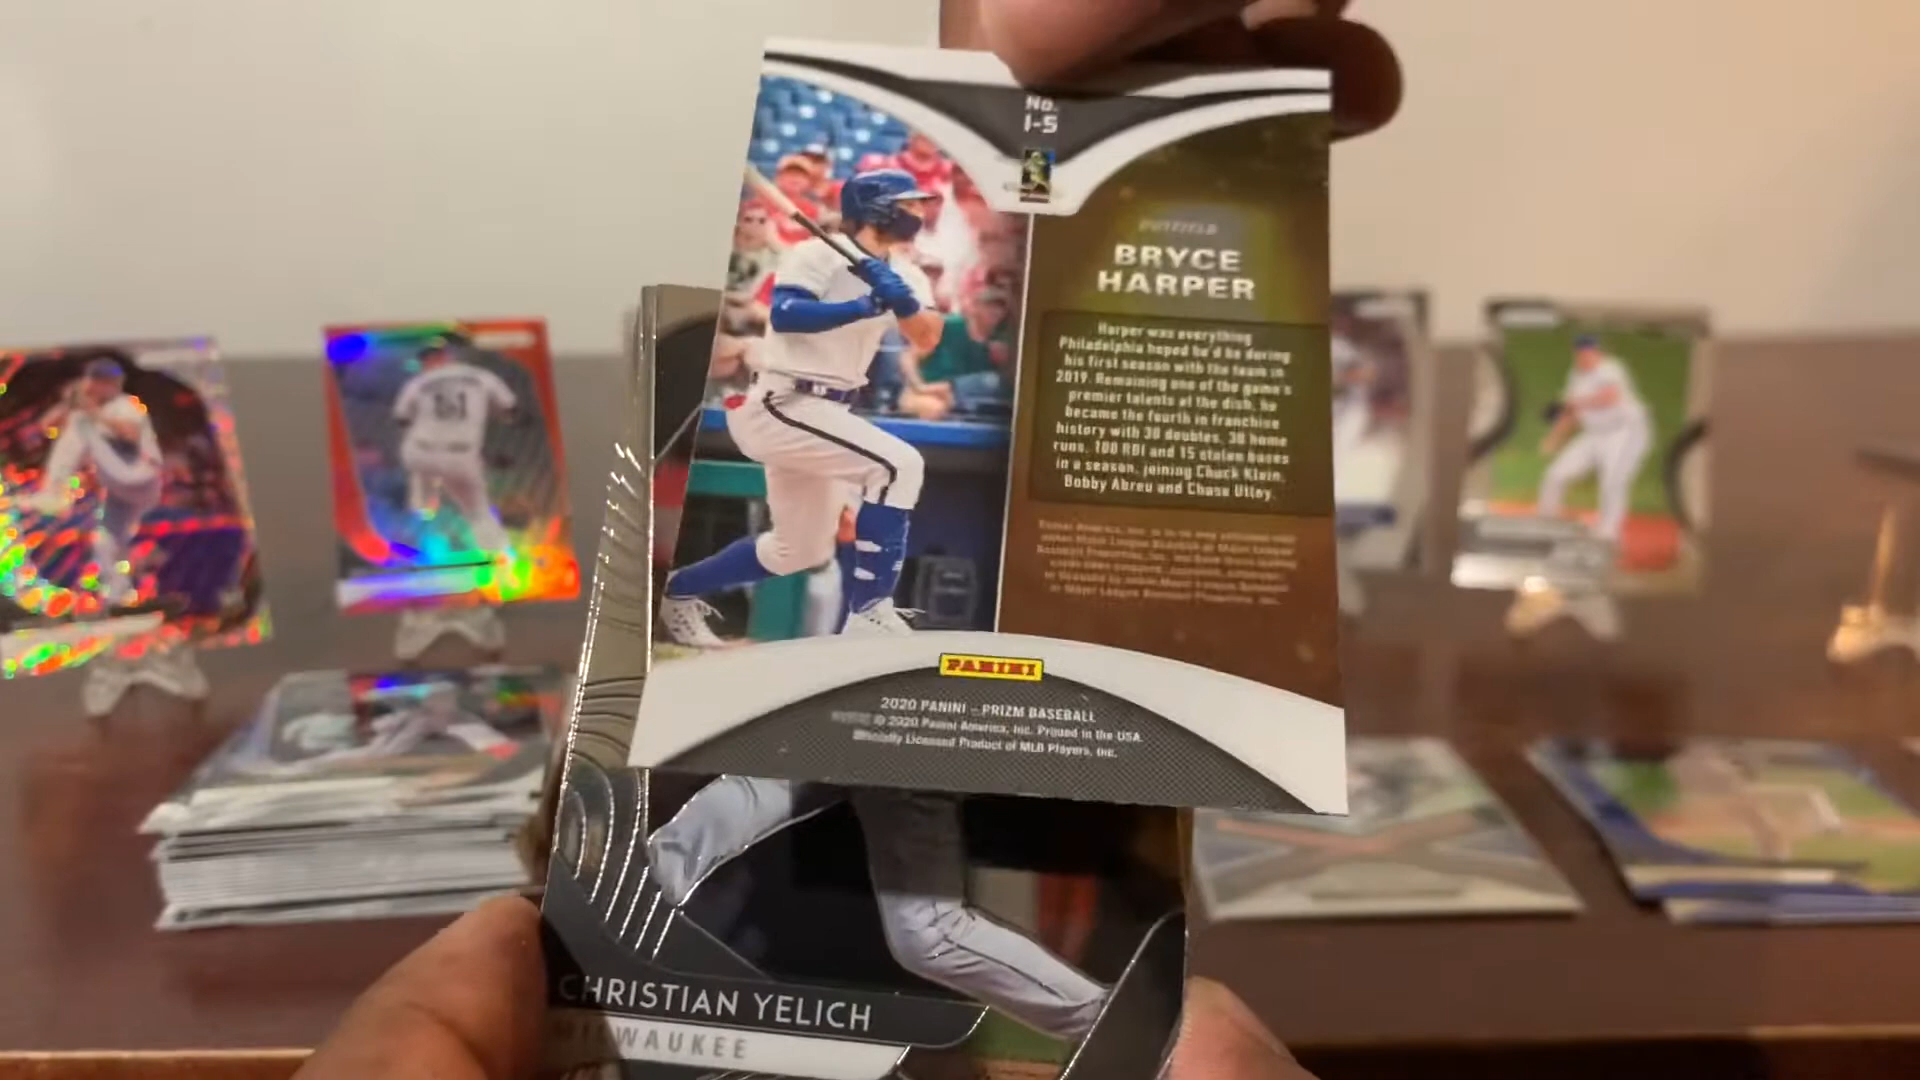 No.
I-5
OUTFIELD
BRYCE
HARPER
Harper was everything
Philadelphia hoped he'd be during
his first season with the team in
2019. Remaining one of the game's
premier talents at the dish, he
became the fourth in franchise
history with 30 doubles, 30 home
runs, 100 RBI and 15 stolen bases
in a season, joining Chuck Klein,
Bobby Abreu and Chase Utley.
PANINI
2020 PANINI – PRIZM BASEBALL
© 2020 Panini America, Inc. Printed in the USA.
Officially Licensed Product of MLB Players, Inc.
CHRISTIAN YELICH
MILWAUKEE
51